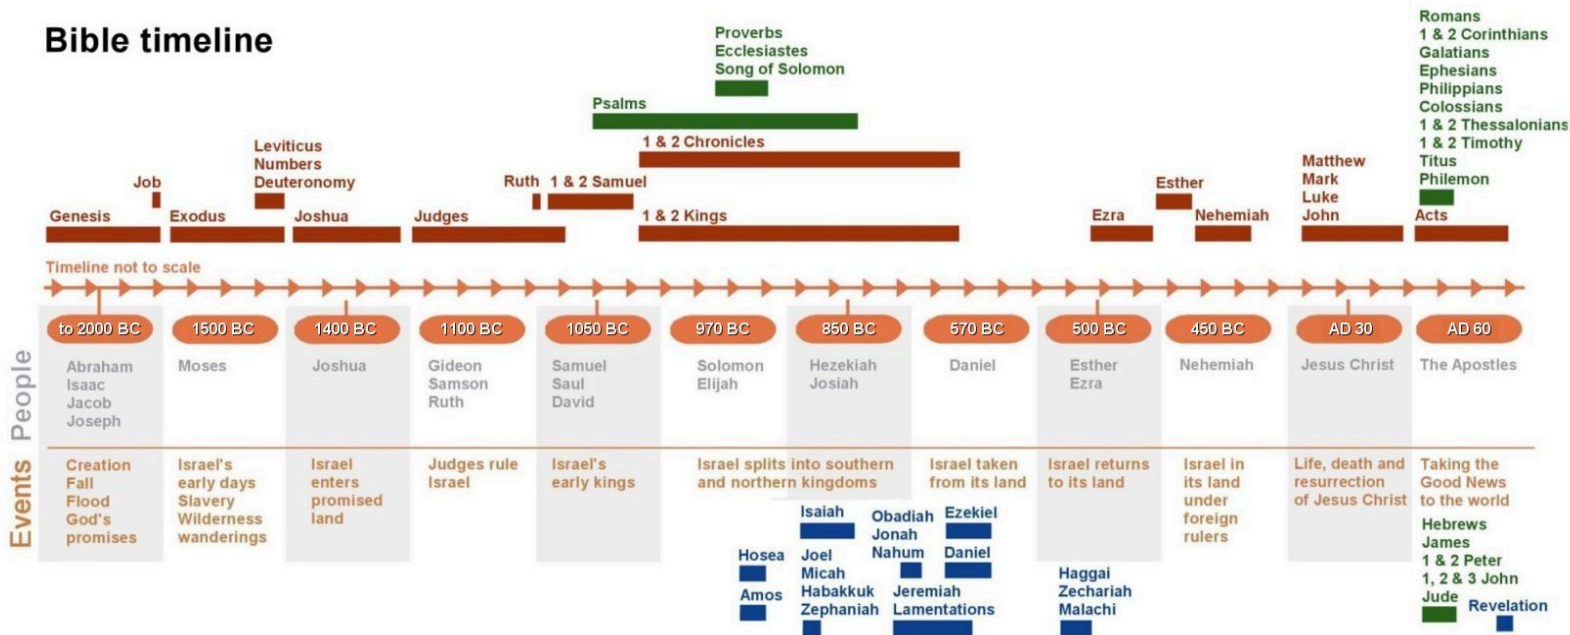 Bible timeline
Proverbs
Ecclesiastes
Song of Solomon
Psalms
1 & 2 Chronicles
Romans
1 & 2 Corinthians
Galatians
Ephesians
Philippians
Colossians
1 & 2 Thessalonians
1 & 2 Timothy
Titus
Philemon
Leviticus
Numbers
Deuteronomy
Job
Ruth
1 & 2 Samuel
Esther
Matthew
Mark
Luke
John
Genesis
Exodus
Joshua
Judges
1 & 2 Kings
Ezra
Nehemiah
Acts
Timeline not to scale
to 2000 BC
1500 BC
1400 BC
1100 BC
1050 BC
970 BC
850 BC
570 BC
500 BC
450 BC
AD 30
AD 60
People
Abraham
Isaac
Jacob
Joseph
Moses
Joshua
Gideon
Samson
Ruth
Samuel
Saul
David
Solomon
Elijah
Hezekiah
Josiah
Daniel
Esther
Ezra
Nehemiah
Jesus Christ
The Apostles
Events
Creation
Fall
Flood
God's
promises
Israel's
early days
Slavery
Wilderness
wanderings
Israel
enters
promised
land
Judges rule
Israel
Israel's
early kings
Israel splits into southern
and northern kingdoms
Israel taken
from its land
Israel returns
to its land
Israel in
its land
under
foreign
rulers
Life, death and
resurrection
of Jesus Christ
Taking the
Good News
to the world
Hosea
Amos
Isaiah
Joel
Micah
Habakkuk
Zephaniah
Obadiah
Jonah
Nahum
Jeremiah
Lamentations
Ezekiel
Daniel
Haggai
Zechariah
Malachi
Hebrews
James
1 & 2 Peter
1, 2 & 3 John
Jude
Revelation